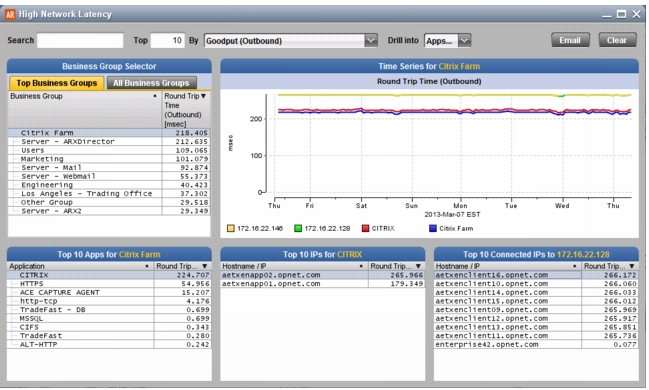 AR High Network Latency
Search Top 10 By Goodput (Outbound) Drill into Apps... Email Clear
Business Group Selector
Top Business Groups All Business Groups
Business Group Round Trip
Time
(Outbound)
[msec]
Citrix Farm 218.405
Server - ARXDirector 212.635
Users 109.065
Marketing 101.079
Server - Mail 92.874
Server - Webmail 55.373
Engineering 40.423
Los Angeles - Trading Office 37.302
Other Group 29.518
Server - ARX2 29.349
Time Series for Citrix Farm
Round Trip Time (Outbound)
msec
200
100
0
Thu Fri Sat Sun Mon Tue Wed Thu
2013-Mar-07 EST
172.16.22.146 172.16.22.128 CITRIX Citrix Farm
Top 10 Apps for Citrix Farm
Application Round Trip...
CITRIX 224.707
HTTPS 54.956
ACE CAPTURE AGENT 15.207
http-tcp 4.176
TradeFast - DB 0.699
MSSQL 0.699
CIFS 0.343
TradeFast 0.280
ALT-HTTP 0.242
Top 10 IPs for CITRIX
Hostname / IP Round Trip...
aetxenapp02.opnet.com 265.966
aetxenapp01.opnet.com 179.349
Top 10 Connected IPs to 172.16.22.128
Hostname / IP Round Trip...
aetxenclient16.opnet.com 266.172
aetxenclient10.opnet.com 266.060
aetxenclient14.opnet.com 266.033
aetxenclient15.opnet.com 266.012
aetxenclient09.opnet.com 265.969
aetxenclient12.opnet.com 265.917
aetxenclient13.opnet.com 265.851
aetxenclient11.opnet.com 265.736
enterprise42.opnet.com 0.077